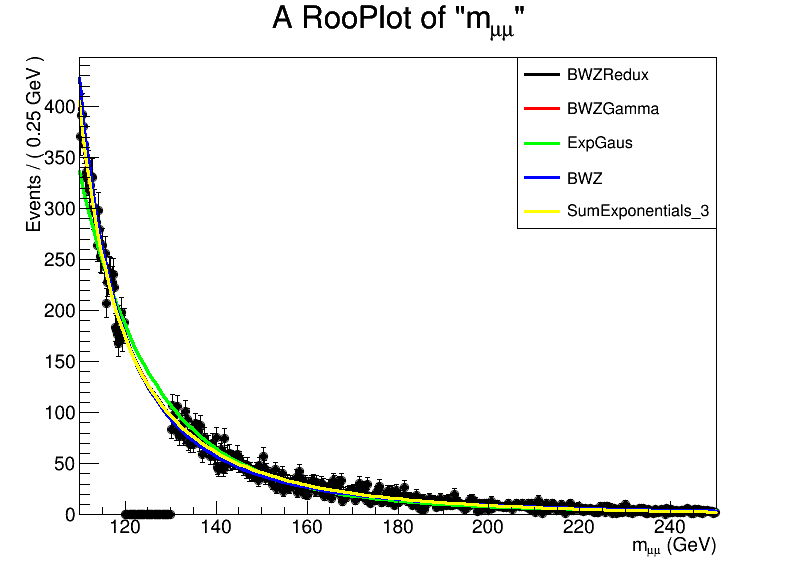 A RooPlot of "mμμ"
Events / ( 0.25 GeV )
400
350
300
250
200
150
100
50
0
BWZRedux
BWZGamma
ExpGaus
BWZ
SumExponentials_3
120 140 160 180 200 220 240
mμμ (GeV)